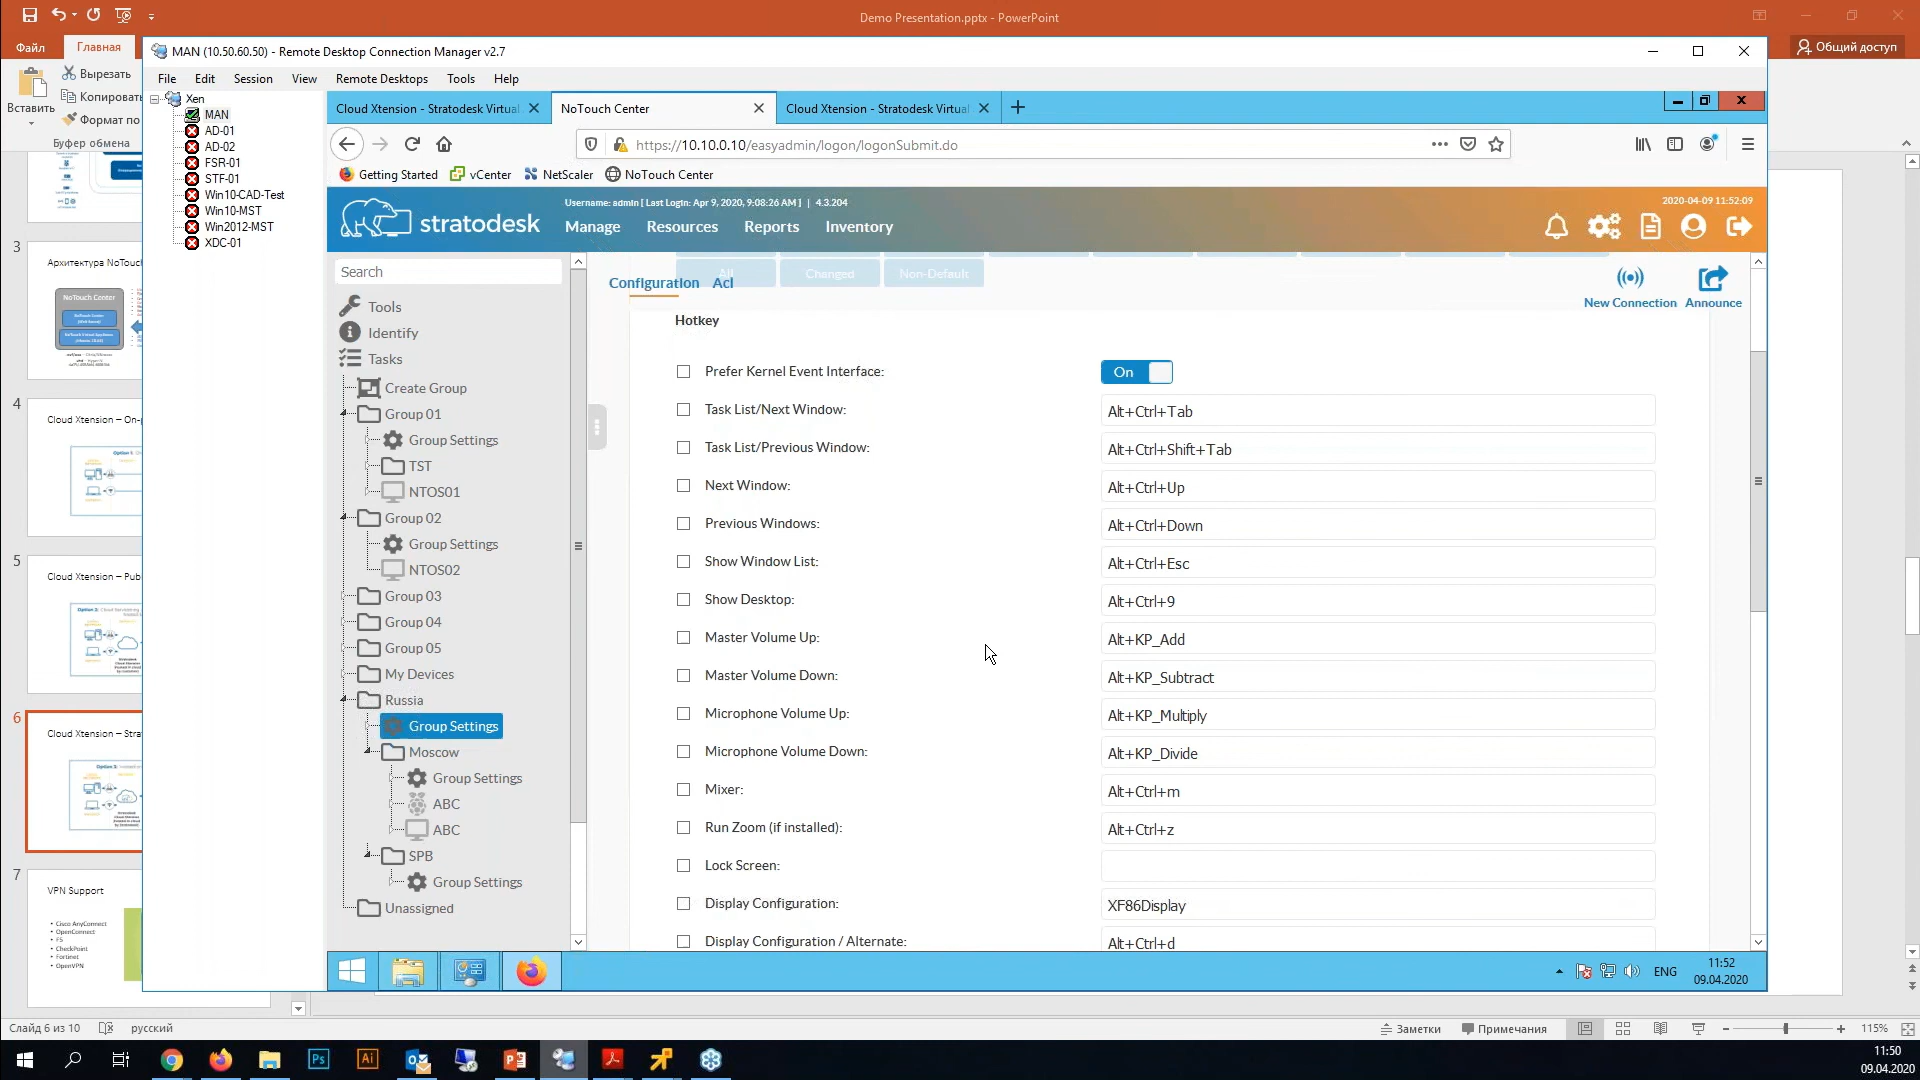 Demo Presentation.pptx - PowerPoint
Файл
Главная
Общий доступ
Вставить
Вырезать
Копировать
Формат по
Буфер обмена
MAN (10.50.60.50) - Remote Desktop Connection Manager v2.7
File Edit Session View Remote Desktops Tools Help
Xen
MAN
AD-01
AD-02
FSR-01
STF-01
Win10-CAD-Test
Win10-MST
Win2012-MST
XDC-01
Cloud Xtension - Stratodesk Virtual
NoTouch Center
Cloud Xtension - Stratodesk Virtual
https://10.10.0.10/easyadmin/logon/logonSubmit.do
Getting Started
vCenter
NetScaler
NoTouch Center
stratodesk
Username: admin [ Last Login: Apr 9, 2020, 9:08:26 AM ] | 4.3.204
2020-04-09 11:52:09
Manage
Resources
Reports
Inventory
Search
Tools
Identify
Tasks
Create Group
Group 01
Group Settings
TST
NTOS01
Group 02
Group Settings
NTOS02
Group 03
Group 04
Group 05
My Devices
Russia
Group Settings
Moscow
Group Settings
ABC
ABC
SPB
Group Settings
Unassigned
All
Changed
Non-Default
Configuration
Acl
New Connection
Announce
Hotkey
Prefer Kernel Event Interface: On
Task List/Next Window: Alt+Ctrl+Tab
Task List/Previous Window: Alt+Ctrl+Shift+Tab
Next Window: Alt+Ctrl+Up
Previous Windows: Alt+Ctrl+Down
Show Window List: Alt+Ctrl+Esc
Show Desktop: Alt+Ctrl+9
Master Volume Up: Alt+KP_Add
Master Volume Down: Alt+KP_Subtract
Microphone Volume Up: Alt+KP_Multiply
Microphone Volume Down: Alt+KP_Divide
Mixer: Alt+Ctrl+m
Run Zoom (if installed): Alt+Ctrl+z
Lock Screen:
Display Configuration: XF86Display
Display Configuration / Alternate: Alt+Ctrl+d
ENG
11:52
09.04.2020
3
Архитектура NoTouch
NoTouch Center
4
Cloud Xtension – On-p
5
Cloud Xtension – Pub
6
Cloud Xtension – Stra
7
VPN Support
• Cisco AnyConnect
• OpenConnect
• F5
• CheckPoint
• Fortinet
• OpenVPN
Слайд 6 из 10
русский
Заметки
Примечания
115%
Ps
Ai
11:50
09.04.2020